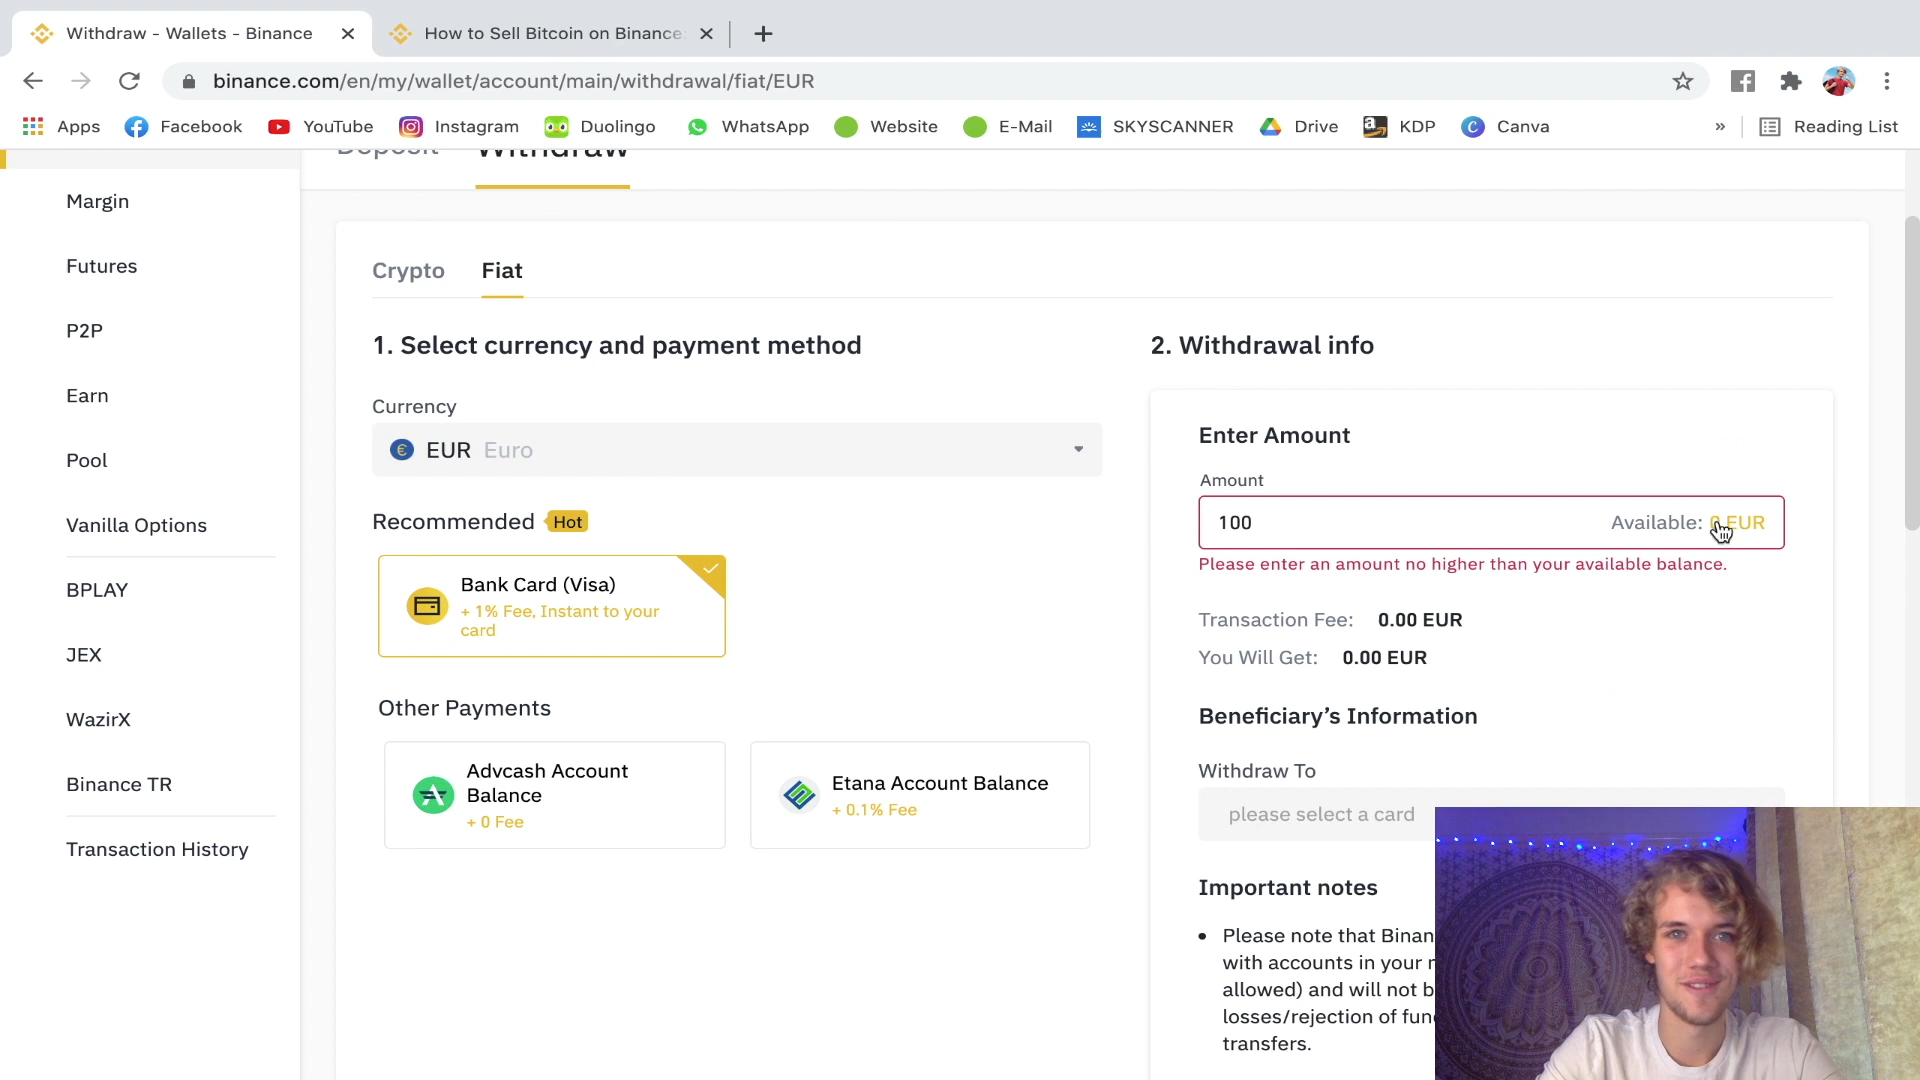 Withdraw - Wallets - Binance
How to Sell Bitcoin on Binance
binance.com/en/my/wallet/account/main/withdrawal/fiat/EUR
Apps Facebook YouTube Instagram Duolingo WhatsApp Website E-Mail SKYSCANNER Drive KDP Canva » Reading List
Deposit Withdraw
Margin
Futures
P2P
Earn
Pool
Vanilla Options
BPLAY
JEX
WazirX
Binance TR
Transaction History
Crypto Fiat
1. Select currency and payment method
Currency
€ EUR Euro
Recommended Hot
Bank Card (Visa)
+ 1% Fee, Instant to your
card
Other Payments
Advcash Account
Balance
+ 0 Fee
Etana Account Balance
+ 0.1% Fee
2. Withdrawal info
Enter Amount
Amount
100 Available: 0 EUR
Please enter an amount no higher than your available balance.
Transaction Fee: 0.00 EUR
You Will Get: 0.00 EUR
Beneficiary’s Information
Withdraw To
please select a card
Important notes
• Please note that Binan
with accounts in your
allowed) and will not b
losses/rejection of fun
transfers.